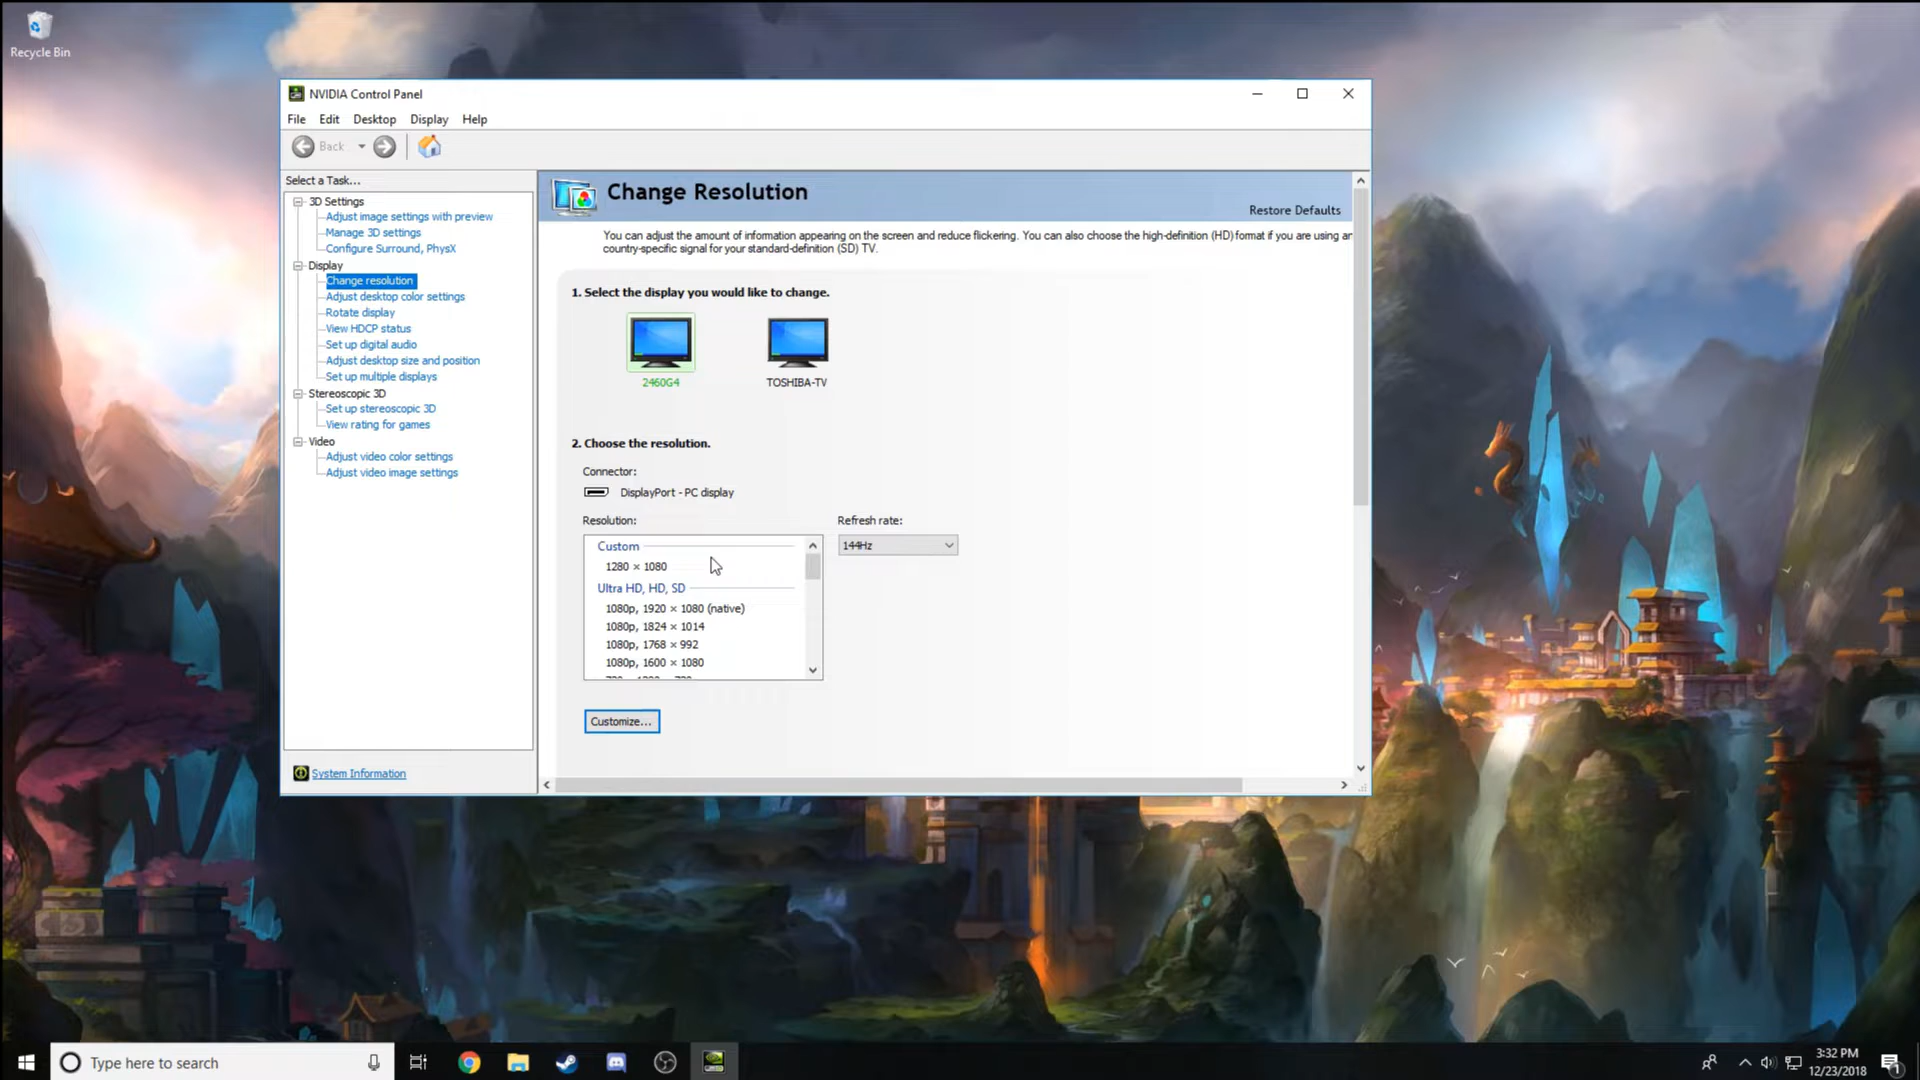 Recycle Bin
NVIDIA Control Panel
File Edit Desktop Display Help
Back
Select a Task...
3D Settings
Adjust image settings with preview
Manage 3D settings
Configure Surround, PhysX
Display
Change resolution
Adjust desktop color settings
Rotate display
View HDCP status
Set up digital audio
Adjust desktop size and position
Set up multiple displays
Stereoscopic 3D
Set up stereoscopic 3D
View rating for games
Video
Adjust video color settings
Adjust video image settings
System Information
Change Resolution
Restore Defaults
You can adjust the amount of information appearing on the screen and reduce flickering. You can also choose the high-definition (HD) format if you are using an
country-specific signal for your standard-definition (SD) TV.
1. Select the display you would like to change.
2460G4 TOSHIBA-TV
2. Choose the resolution.
Connector:
DisplayPort - PC display
Resolution: Refresh rate:
Custom 144Hz
1280 × 1080
Ultra HD, HD, SD
1080p, 1920 × 1080 (native)
1080p, 1824 × 1014
1080p, 1768 × 992
1080p, 1600 × 1080
Customize...
Type here to search
3:32 PM
12/23/2018
1